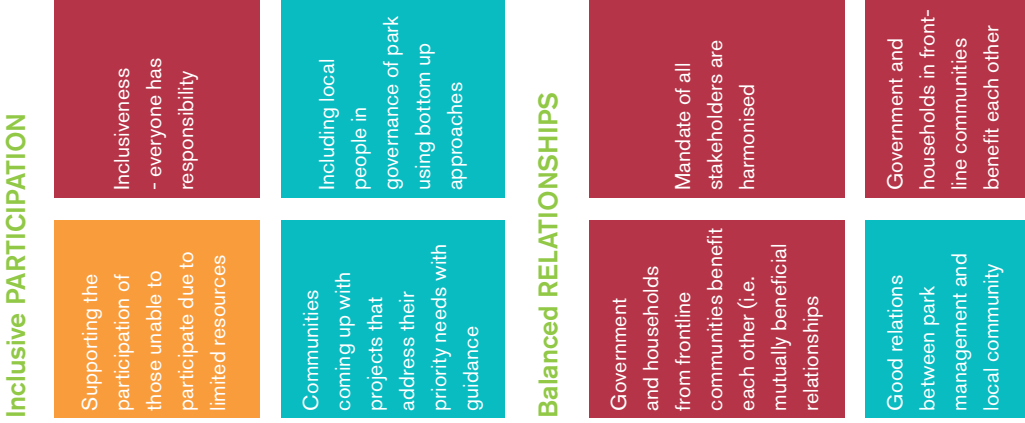 Inclusive PARTICIPATION
Supporting the
participation of
those unable to
participate due to
limited resources
Inclusiveness
- everyone has
responsibility
Communities
coming up with
projects that
address their
priority needs with
guidance
Including local
people in
governance of park
using bottom up
approaches
Balanced RELATIONSHIPS
Government
and households
from frontline
communities benefit
each other (i.e.
mutually beneficial
relationships
Mandate of all
stakeholders are
harmonised
Good relations
between park
management and
local community
Government and
households in front-
line communities
benefit each other